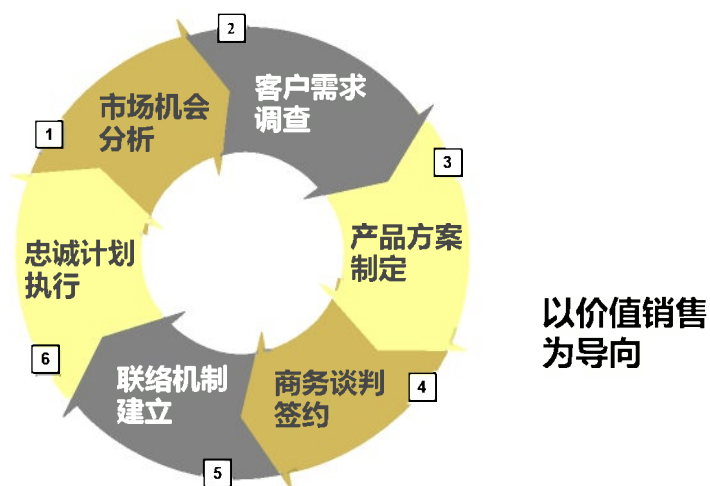 1
市场机会
分析
2
客户需求
调查
3
产品方案
制定
4
商务谈判
签约
5
联络机制
建立
6
忠诚计划
执行
以价值销售
为导向